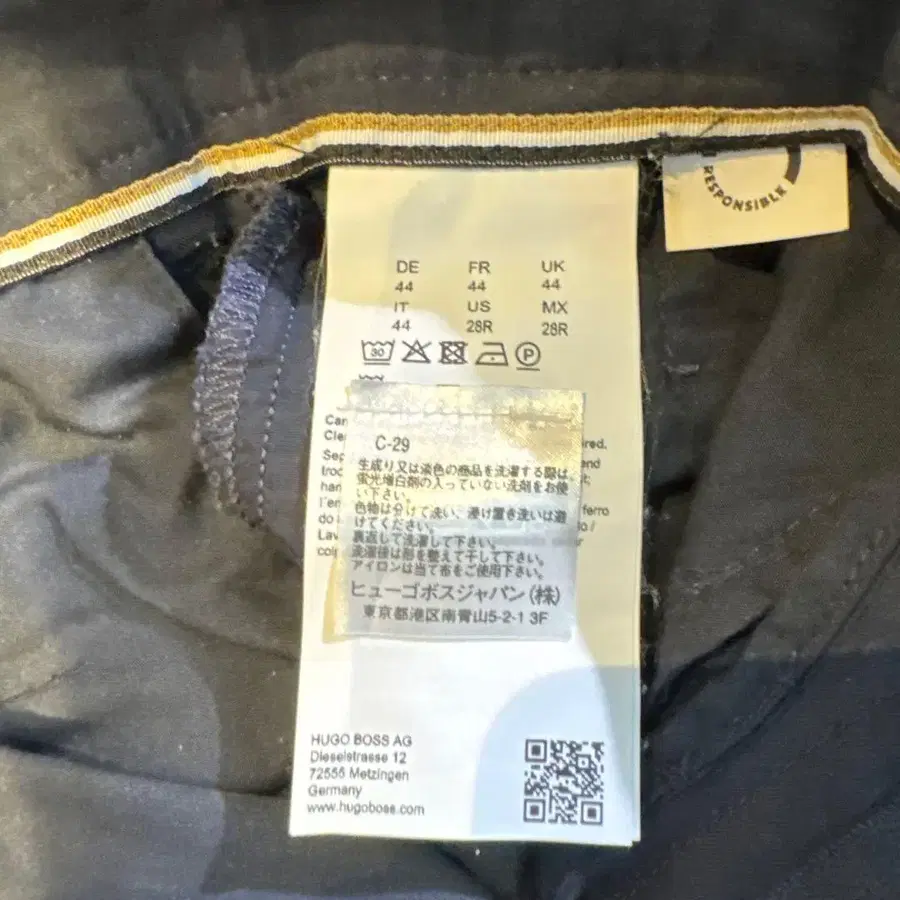 RESPONSIBLE
DE FR UK
44 44 44
IT US MX
44 28R 28R
30 P
C-29
生成り又は淡色の商品を洗濯する際は、
蛍光増白剤の入っていない洗剤をお使
い下さい。
色物は分けて洗い、浸け置き洗いは避
けてください。
裏返して洗濯して下さい。
洗濯後は形を整えて干して下さい。
アイロンは当て布をご使用下さい。
ヒューゴボスジャパン(株)
東京都港区南青山5-2-1 3F
HUGO BOSS AG
Dieselstrasse 12
72555 Metzingen
Germany
www.hugoboss.com